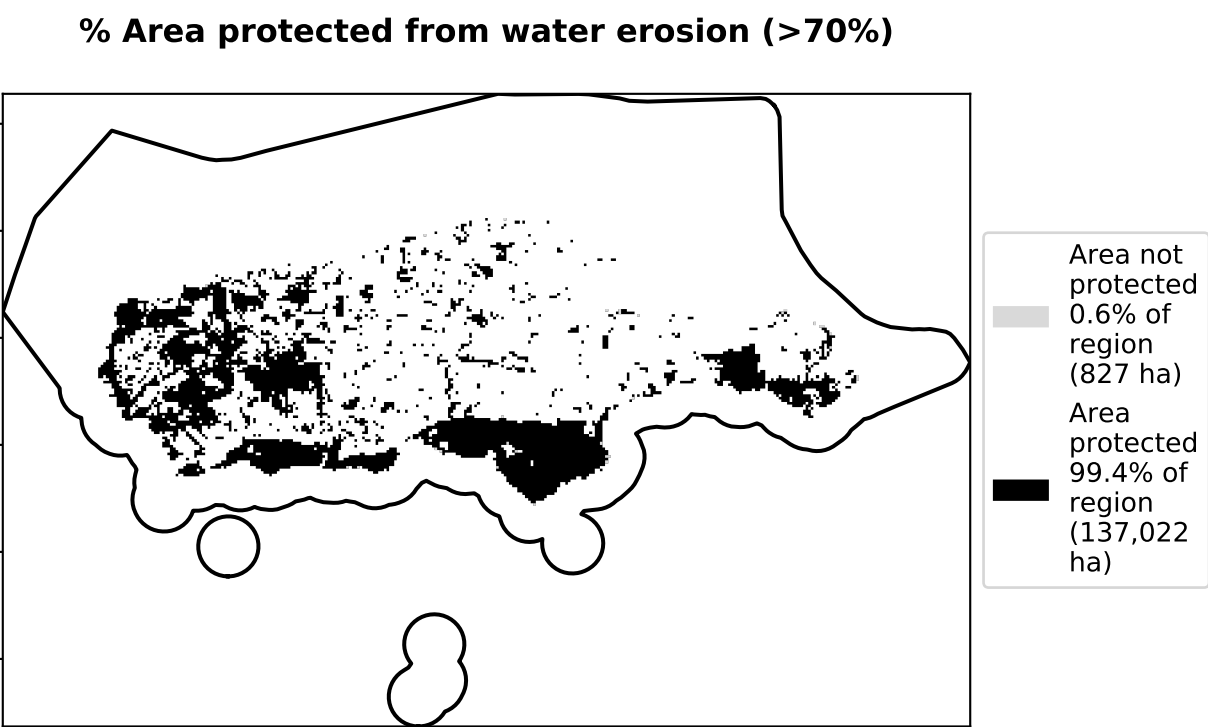 % Area protected from water erosion (>70%)
Area not
protected
0.6% of
region
(827 ha)
Area
protected
99.4% of
region
(137,022
ha)